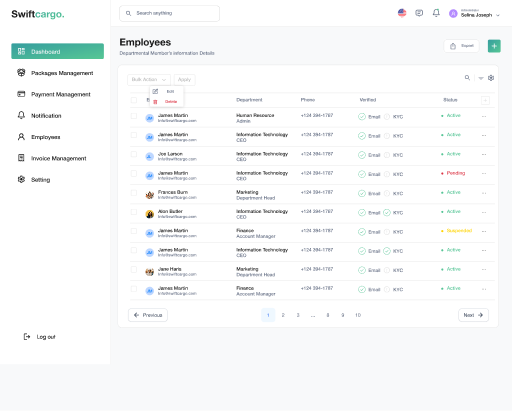 Swiftcargo.
Search anything
Selina Joseph
Dashboard
Packages Management
Payment Management
Notification
Employees
Invoice Management
Setting
Log out
Employees
Departmental Member's Information Details
Export
Bulk Action
Apply
Edit
Delete
Department Phone Verified Status
JM James Martin Human Resource +124 394-1787 Email KYC Active
info@swiftcargo.com Admin
JM James Martin Information Technology +124 394-1787 Email KYC Active
info@swiftcargo.com CEO
JL Joe Larson Information Technology +124 394-1787 Email KYC Active
info@swiftcargo.com CEO
JM James Martin Information Technology +124 394-1787 Email KYC Pending
info@swiftcargo.com CEO
Frances Burn Marketing +124 394-1787 Email KYC Active
info@swiftcargo.com Department Head
Alon Butler Information Technology +124 394-1787 Email KYC Active
info@swiftcargo.com CEO
JM James Martin Finance +124 394-1787 Email KYC Suspended
info@swiftcargo.com Account Manager
JM James Martin Information Technology +124 394-1787 Email KYC Active
info@swiftcargo.com CEO
Jane Haris Marketing +124 394-1787 Email KYC Active
info@swiftcargo.com Department Head
JM James Martin Finance +124 394-1787 Email KYC Active
info@swiftcargo.com Account Manager
Previous 1 2 3 ... 8 9 10 Next